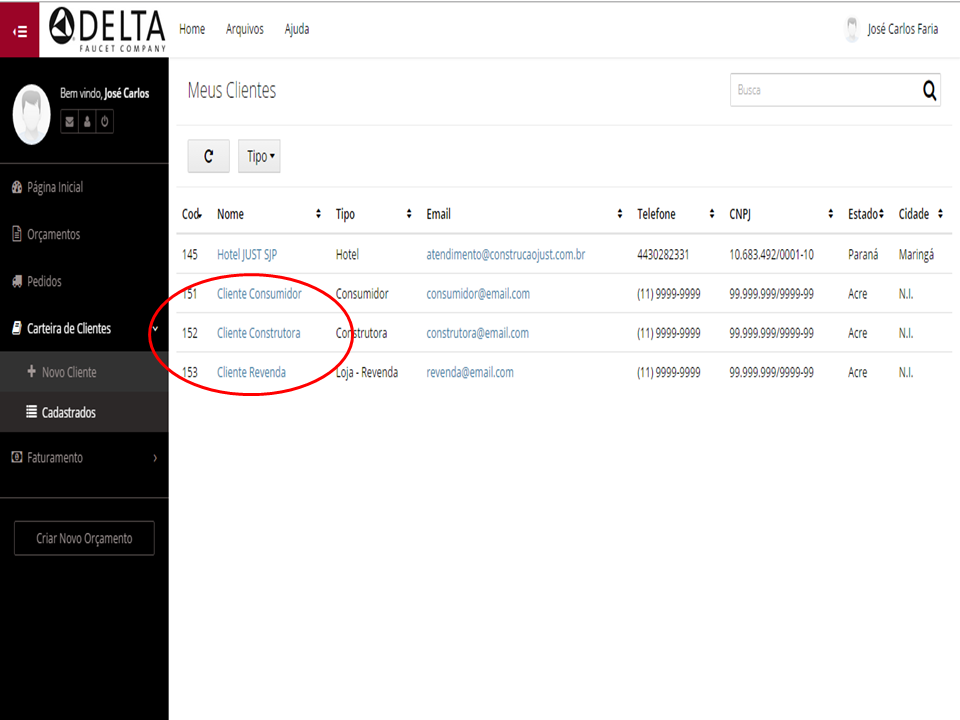 DELTA
FAUCET COMPANY
Home Arquivos Ajuda
José Carlos Faria
Bem vindo, José Carlos
Página Inicial
Orçamentos
Pedidos
Carteira de Clientes
Novo Cliente
Cadastrados
Faturamento
Criar Novo Orçamento
Meus Clientes
Busca
Tipo
Cod Nome Tipo Email Telefone CNPJ Estado Cidade
145 Hotel JUST SJP Hotel atendimento@construcaojust.com.br 4430282331 10.683.492/0001-10 Paraná Maringá
151 Cliente Consumidor Consumidor consumidor@email.com (11) 9999-9999 99.999.999/9999-99 Acre N.I.
152 Cliente Construtora Construtora construtora@email.com (11) 9999-9999 99.999.999/9999-99 Acre N.I.
153 Cliente Revenda Loja - Revenda revenda@email.com (11) 9999-9999 99.999.999/9999-99 Acre N.I.